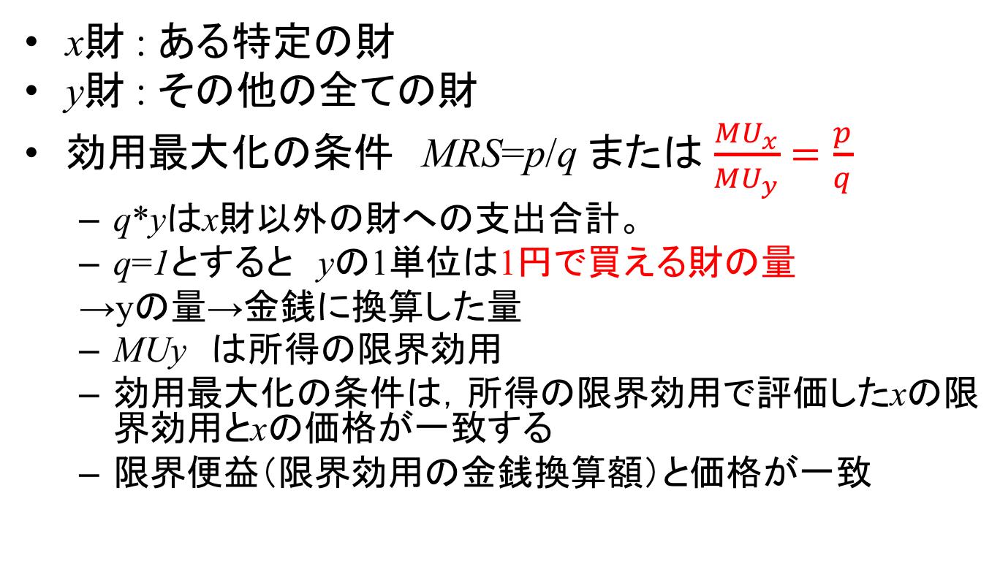 • x財 : ある特定の財
• y財 : その他の全ての財
• 効用最大化の条件　MRS=p/q または MU_x/MU_y = p/q
– q*yはx財以外の財への支出合計。
– q=1とすると　yの1単位は1円で買える財の量
→yの量→金銭に換算した量
– MUy　は所得の限界効用
– 効用最大化の条件は，所得の限界効用で評価したxの限
界効用とxの価格が一致する
– 限界便益（限界効用の金銭換算額）と価格が一致